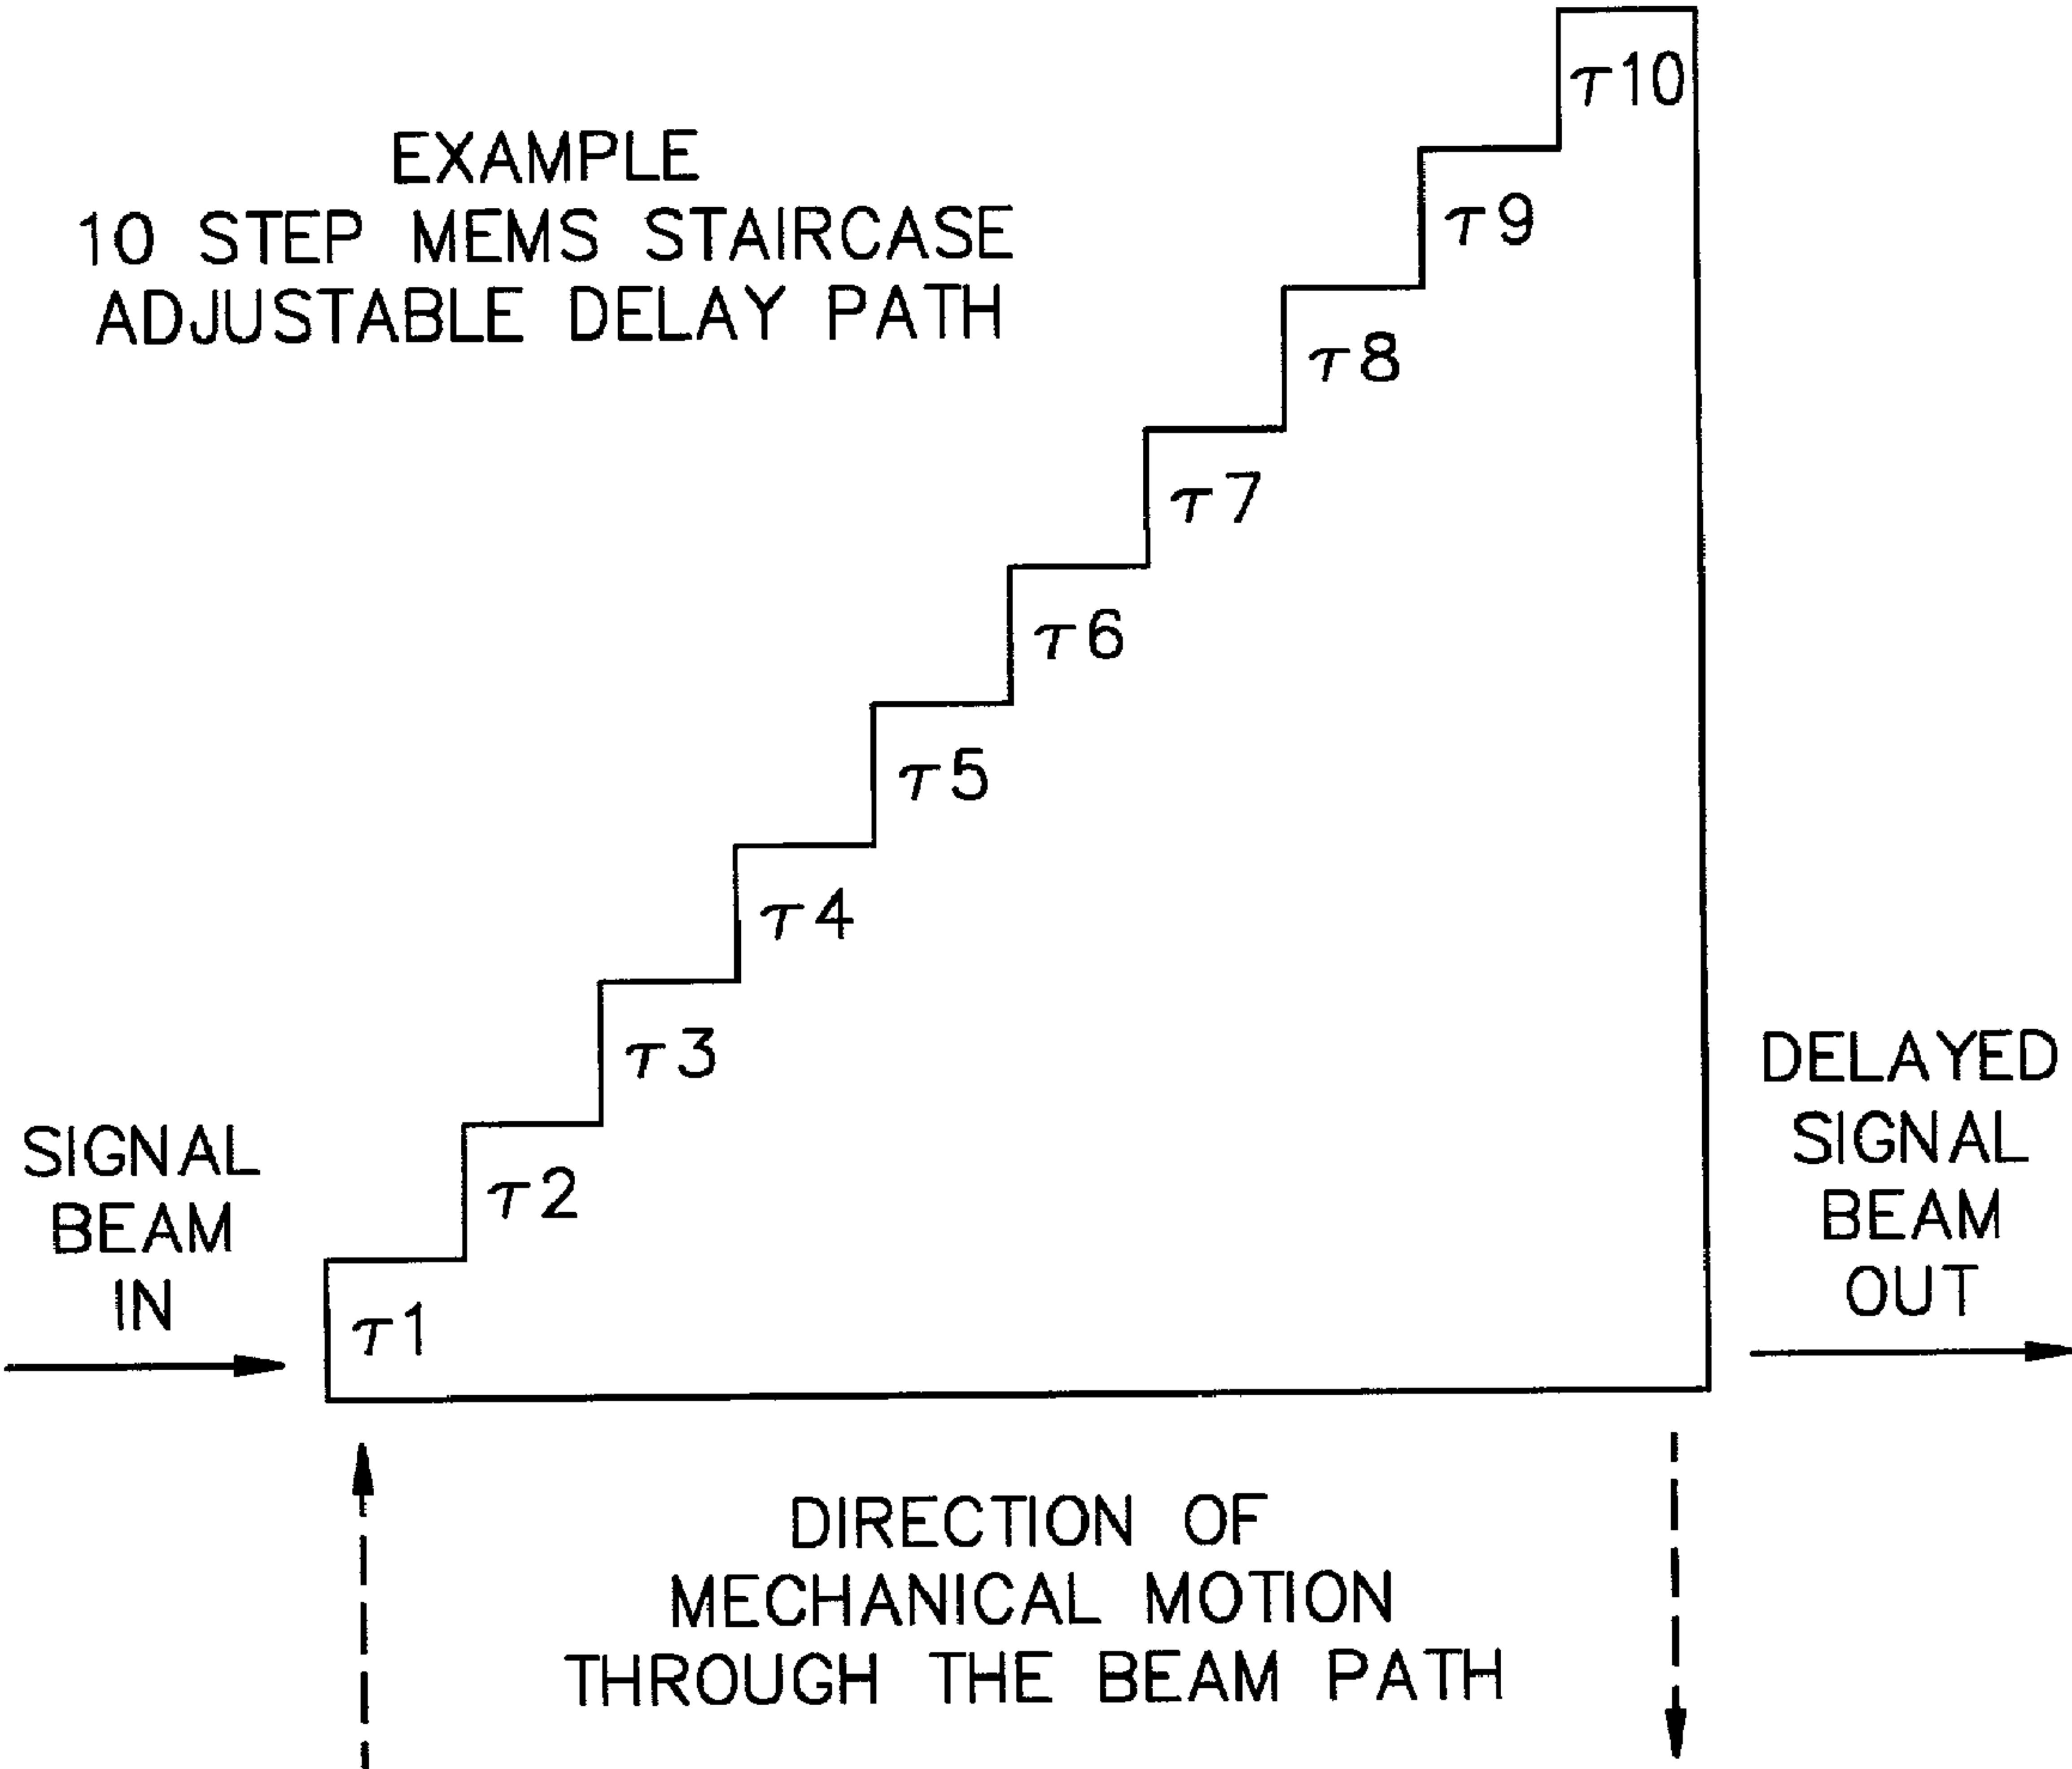 EXAMPLE
10 STEP MEMS STAIRCASE
ADJUSTABLE DELAY PATH
τ10
τ9
τ8
τ7
τ6
τ5
τ4
τ3
τ2
τ1
SIGNAL
BEAM
IN
DELAYED
SIGNAL
BEAM
OUT
DIRECTION OF
MECHANICAL MOTION
THROUGH THE BEAM PATH